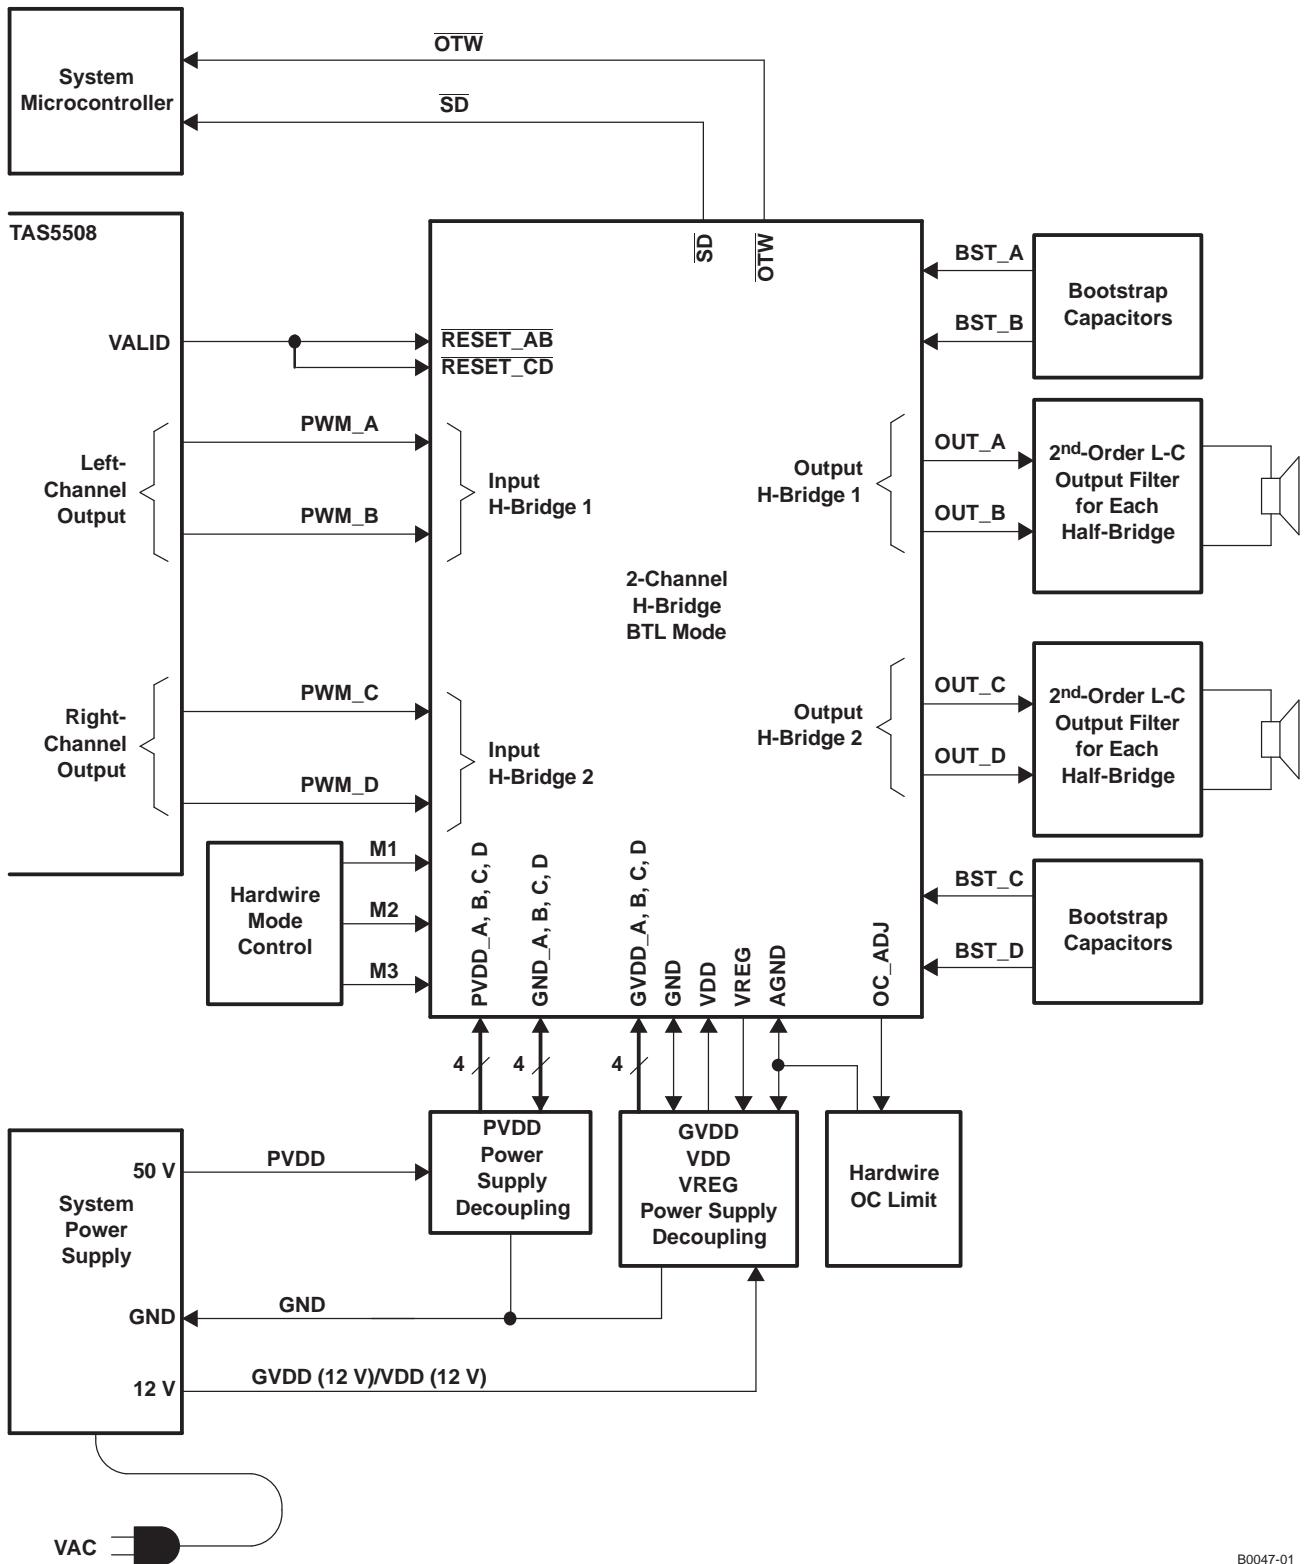 OTW
System
Microcontroller
SD
TAS5508
SD
OTW
BST_A
Bootstrap
Capacitors
BST_B
VALID
RESET_AB
RESET_CD
PWM_A
Left-
Channel
Output
PWM_B
Input
H-Bridge 1
Output
H-Bridge 1
OUT_A
OUT_B
2nd-Order L-C
Output Filter
for Each
Half-Bridge
2-Channel
H-Bridge
BTL Mode
PWM_C
Right-
Channel
Output
PWM_D
Input
H-Bridge 2
Output
H-Bridge 2
OUT_C
OUT_D
2nd-Order L-C
Output Filter
for Each
Half-Bridge
Hardwire
Mode
Control
M1
M2
M3
PVDD_A, B, C, D
GND_A, B, C, D
GVDD_A, B, C, D
GND
VDD
VREG
AGND
OC_ADJ
BST_C
Bootstrap
Capacitors
BST_D
4
4
4
PVDD
Power
Supply
Decoupling
GVDD
VDD
VREG
Power Supply
Decoupling
Hardwire
OC Limit
50 V
PVDD
System
Power
Supply
GND
GND
12 V
GVDD (12 V)/VDD (12 V)
VAC
B0047-01